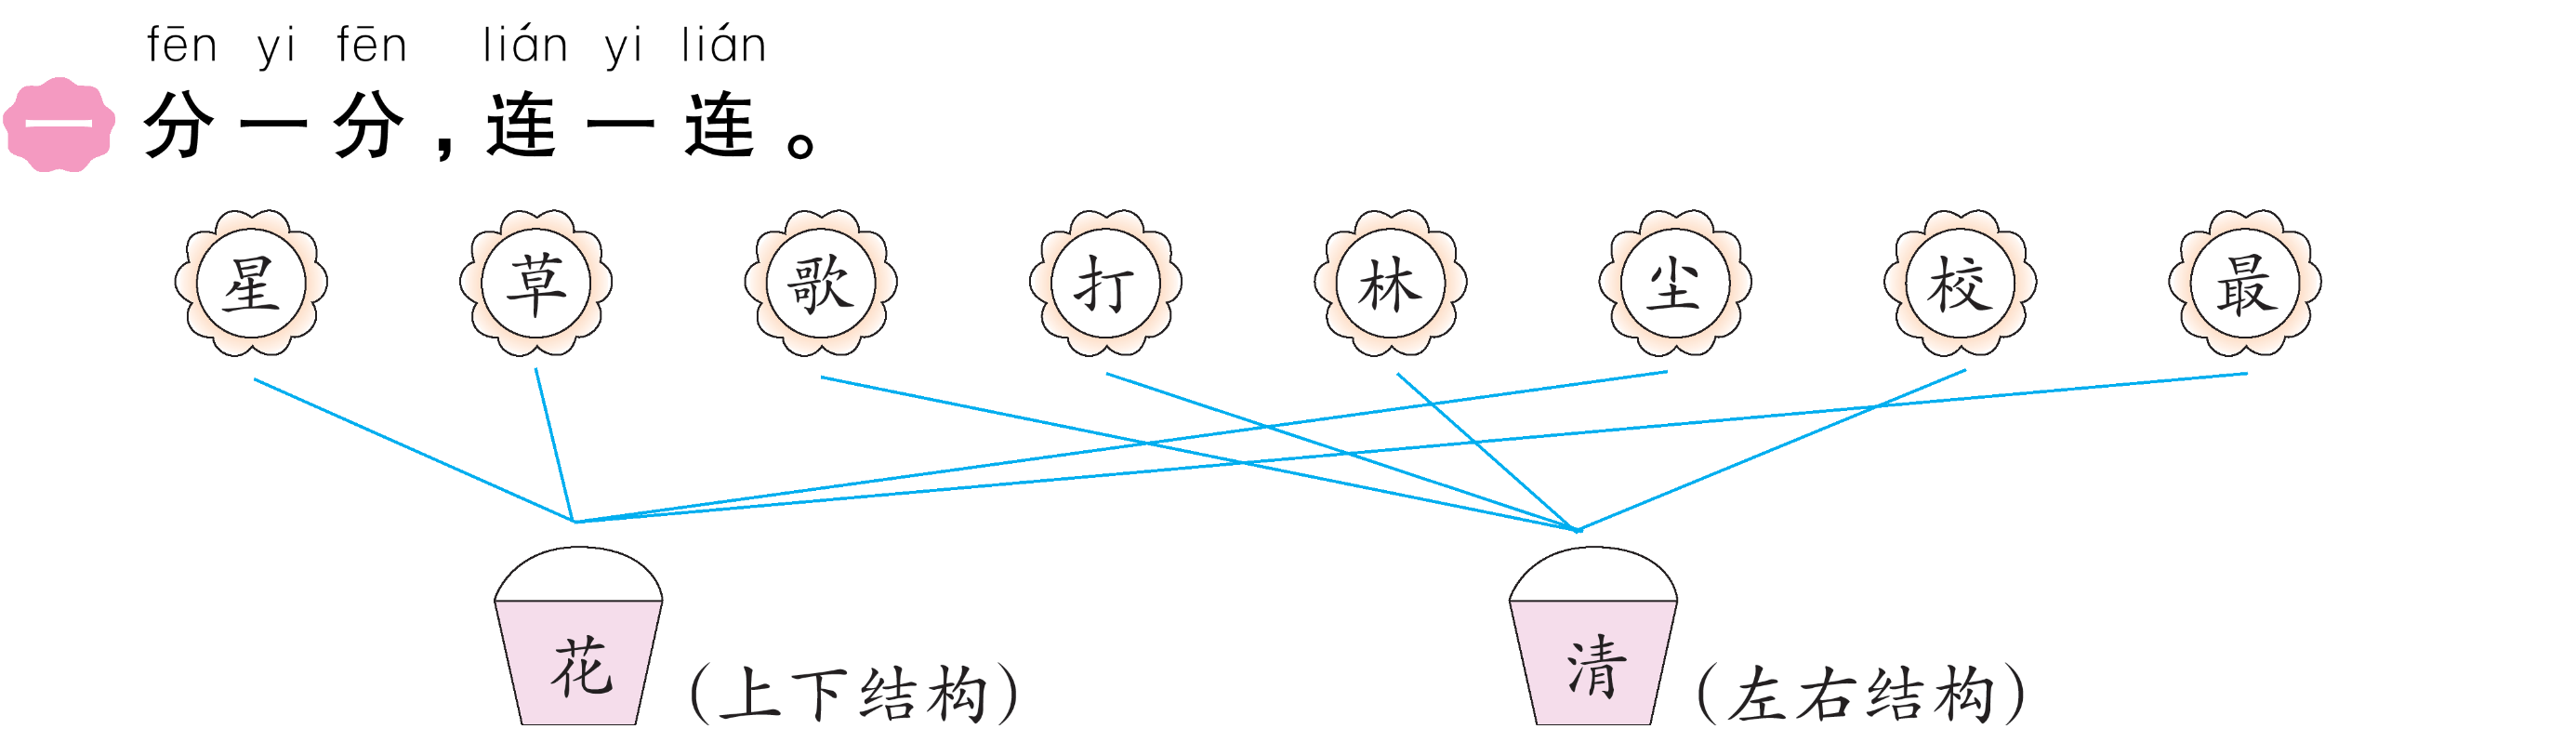 fēn yi fēn lián yi lián
一 分一分,连一连。
星 草 歌 打 林 尘 校 最
花 (上下结构) 清 (左右结构)